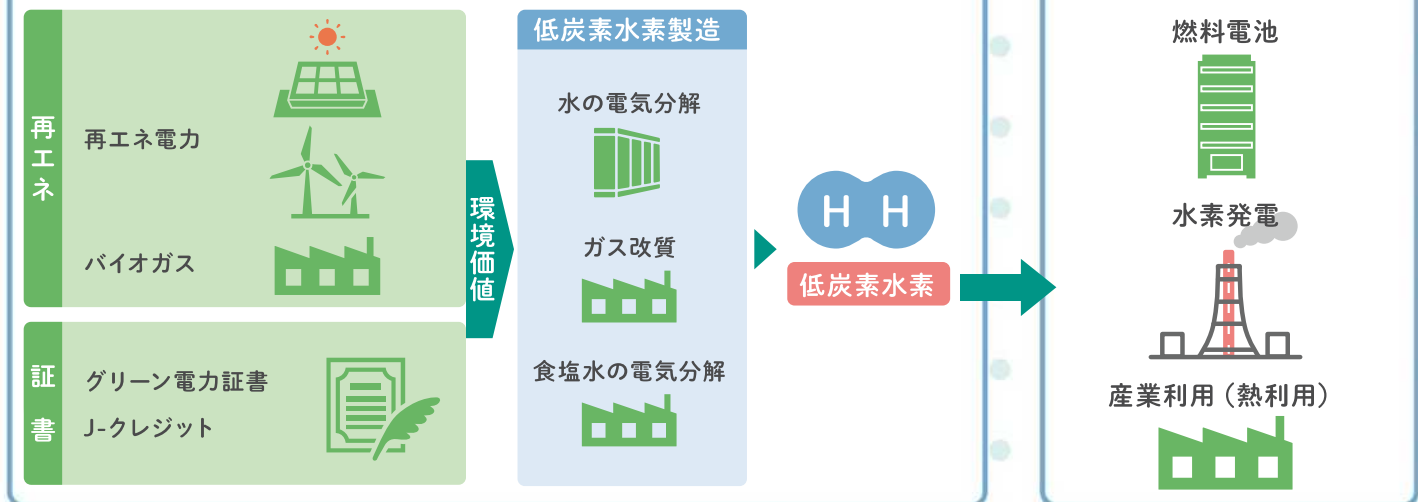 再エネ
再エネ電力
バイオガス
証書
グリーン電力証書
J-クレジット
環境価値
低炭素水素製造
水の電気分解
ガス改質
食塩水の電気分解
H H
低炭素水素
燃料電池
水素発電
産業利用（熱利用）